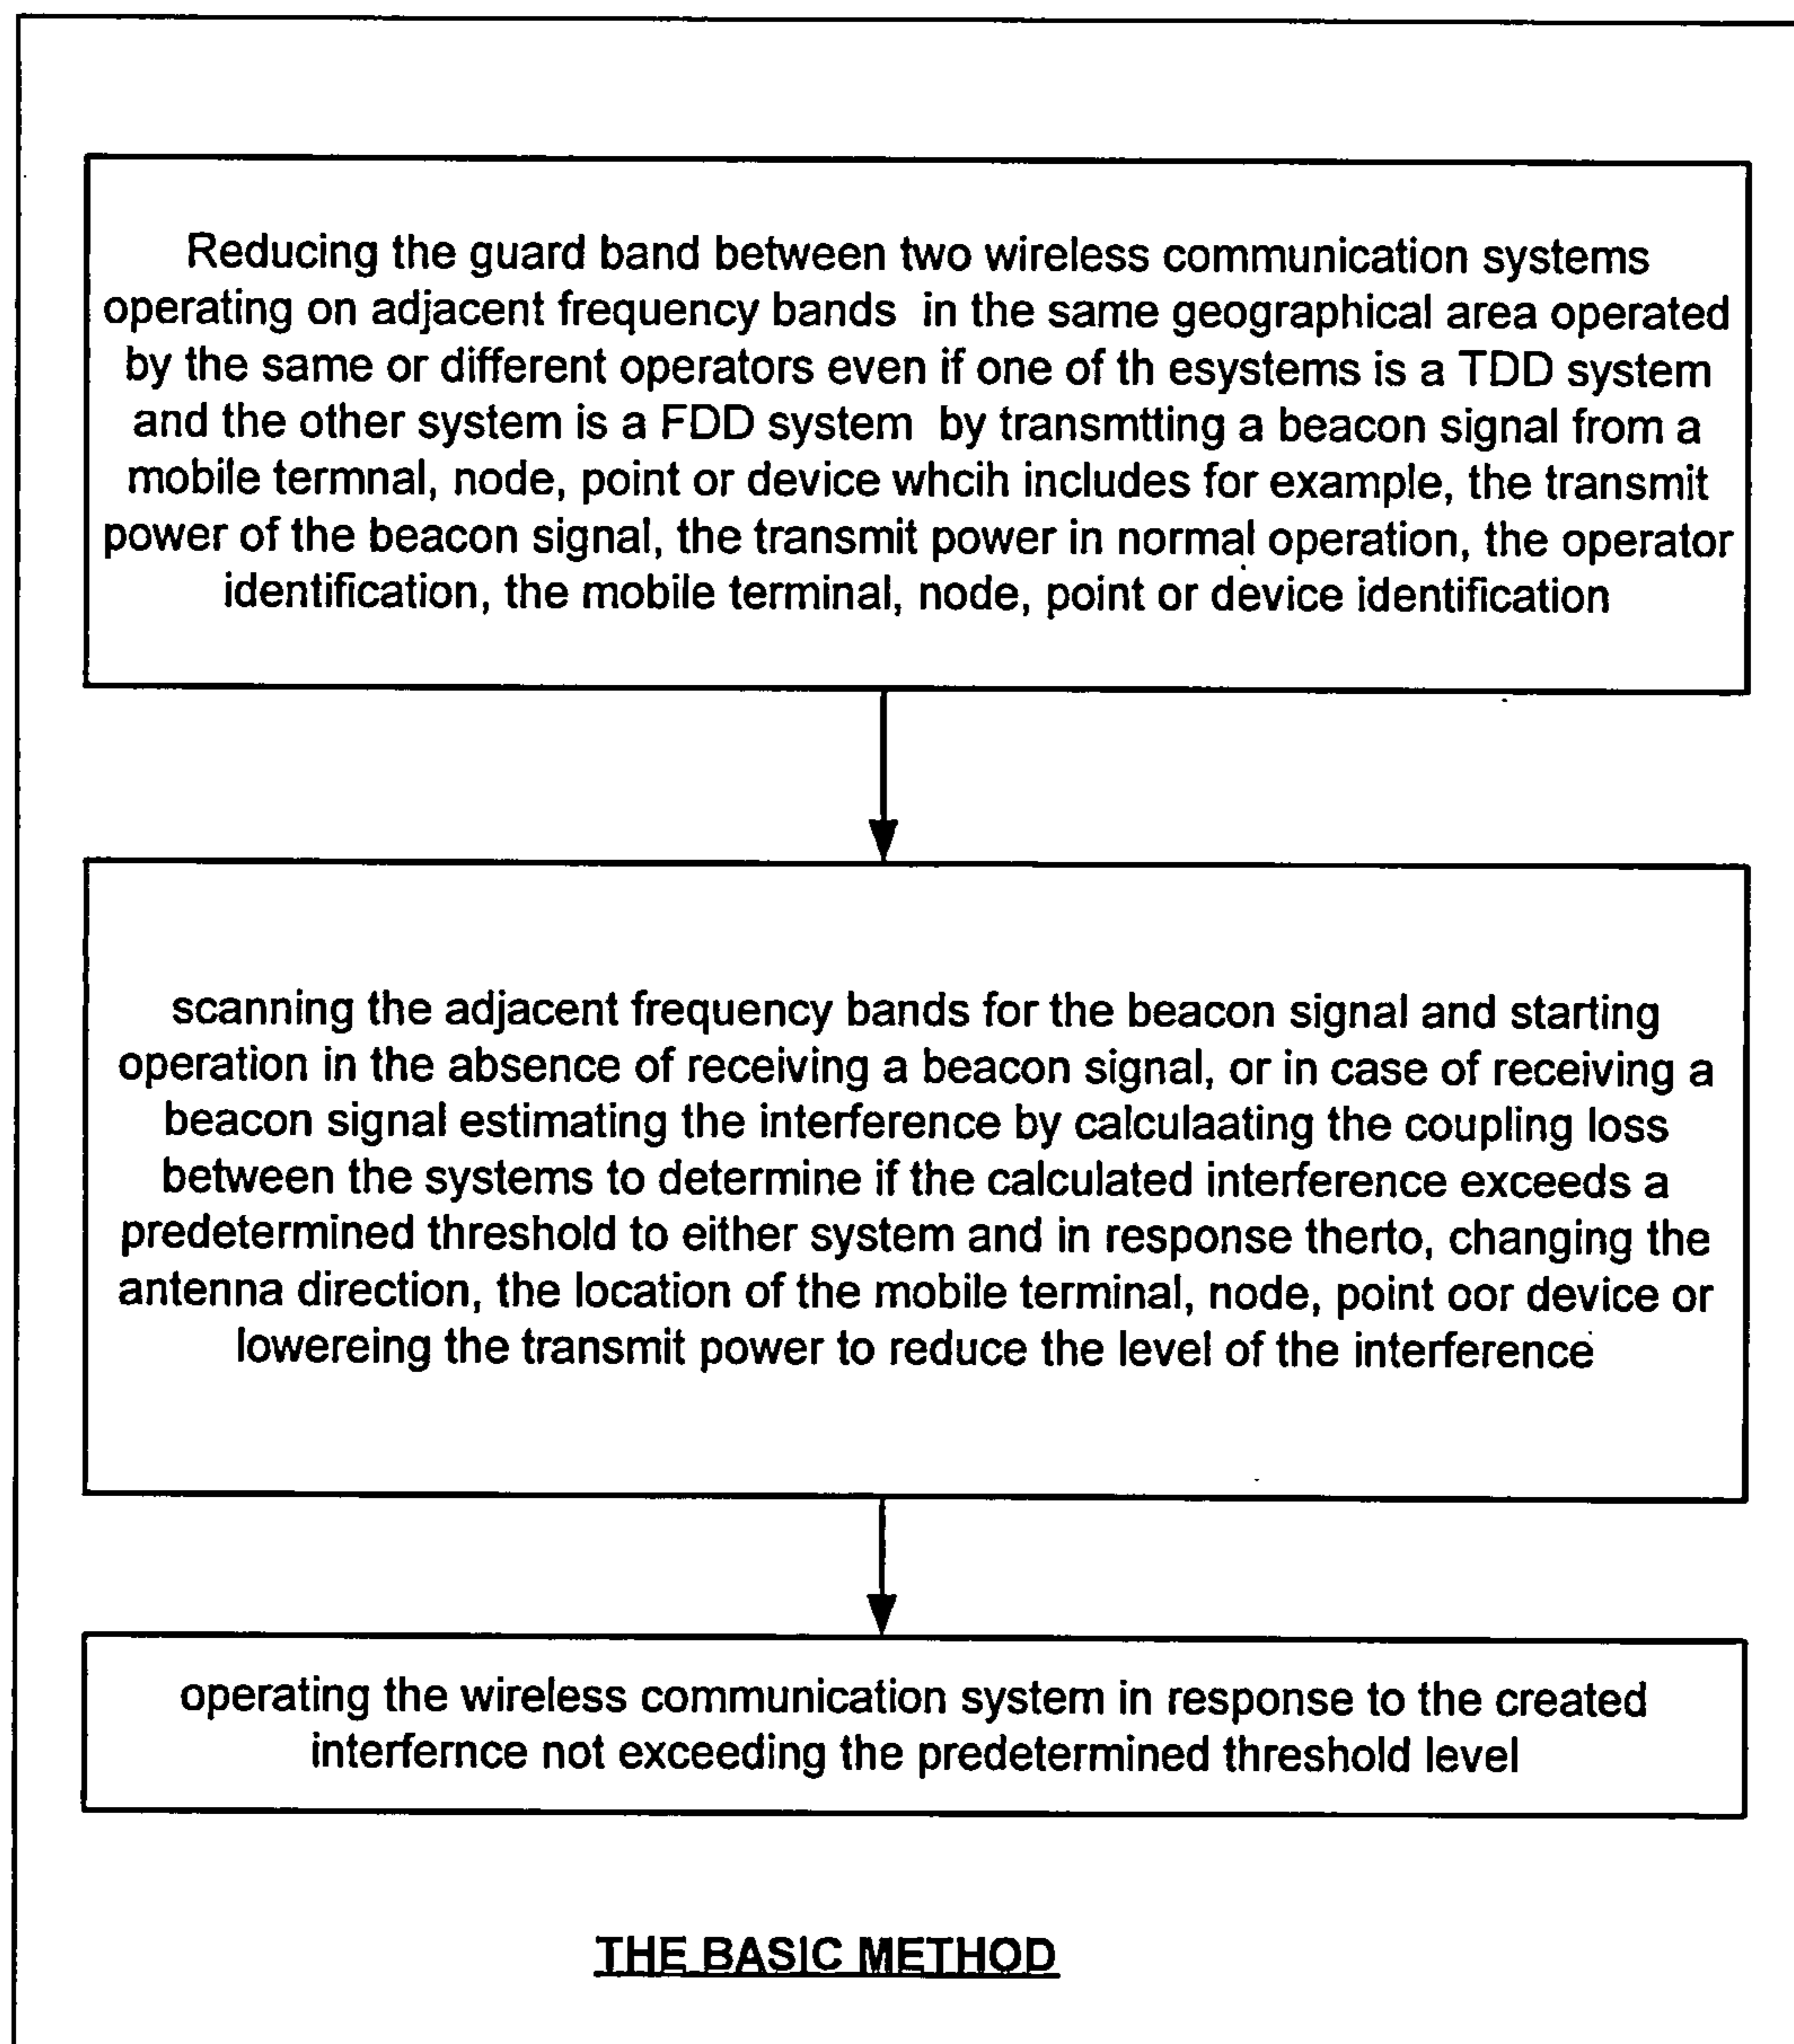 Reducing the guard band between two wireless communication systems
operating on adjacent frequency bands in the same geographical area operated
by the same or different operators even if one of th esystems is a TDD system
and the other system is a FDD system by transmtting a beacon signal from a
mobile termnal, node, point or device whcih includes for example, the transmit
power of the beacon signal, the transmit power in normal operation, the operator
identification, the mobile terminal, node, point or device identification
scanning the adjacent frequency bands for the beacon signal and starting
operation in the absence of receiving a beacon signal, or in case of receiving a
beacon signal estimating the interference by calculaating the coupling loss
between the systems to determine if the calculated interference exceeds a
predetermined threshold to either system and in response therto, changing the
antenna direction, the location of the mobile terminal, node, point oor device or
lowereing the transmit power to reduce the level of the interference
operating the wireless communication system in response to the created
interfernce not exceeding the predetermined threshold level
THE BASIC METHOD